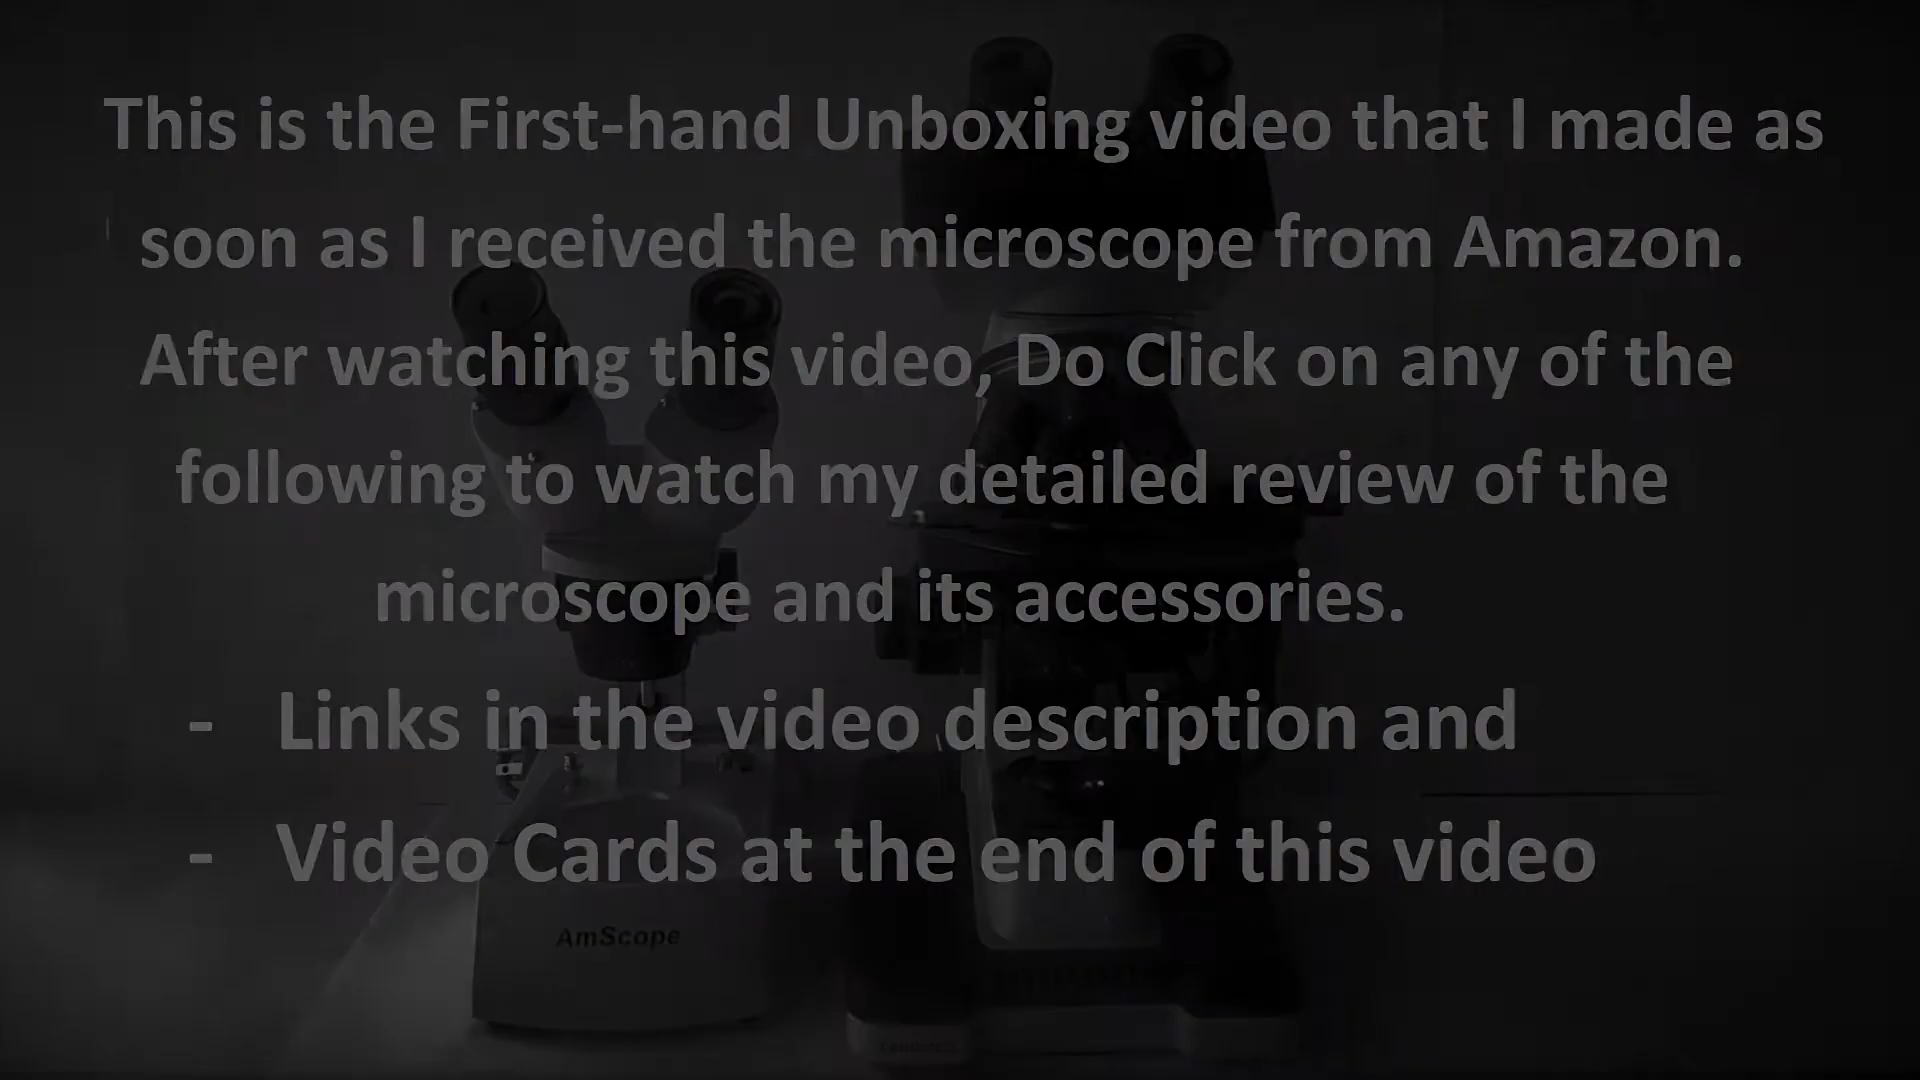 This is the First-hand Unboxing video that I made as
soon as I received the microscope from Amazon.
After watching this video, Do Click on any of the
following to watch my detailed review of the
microscope and its accessories.
- Links in the video description and
- Video Cards at the end of this video
AmScope